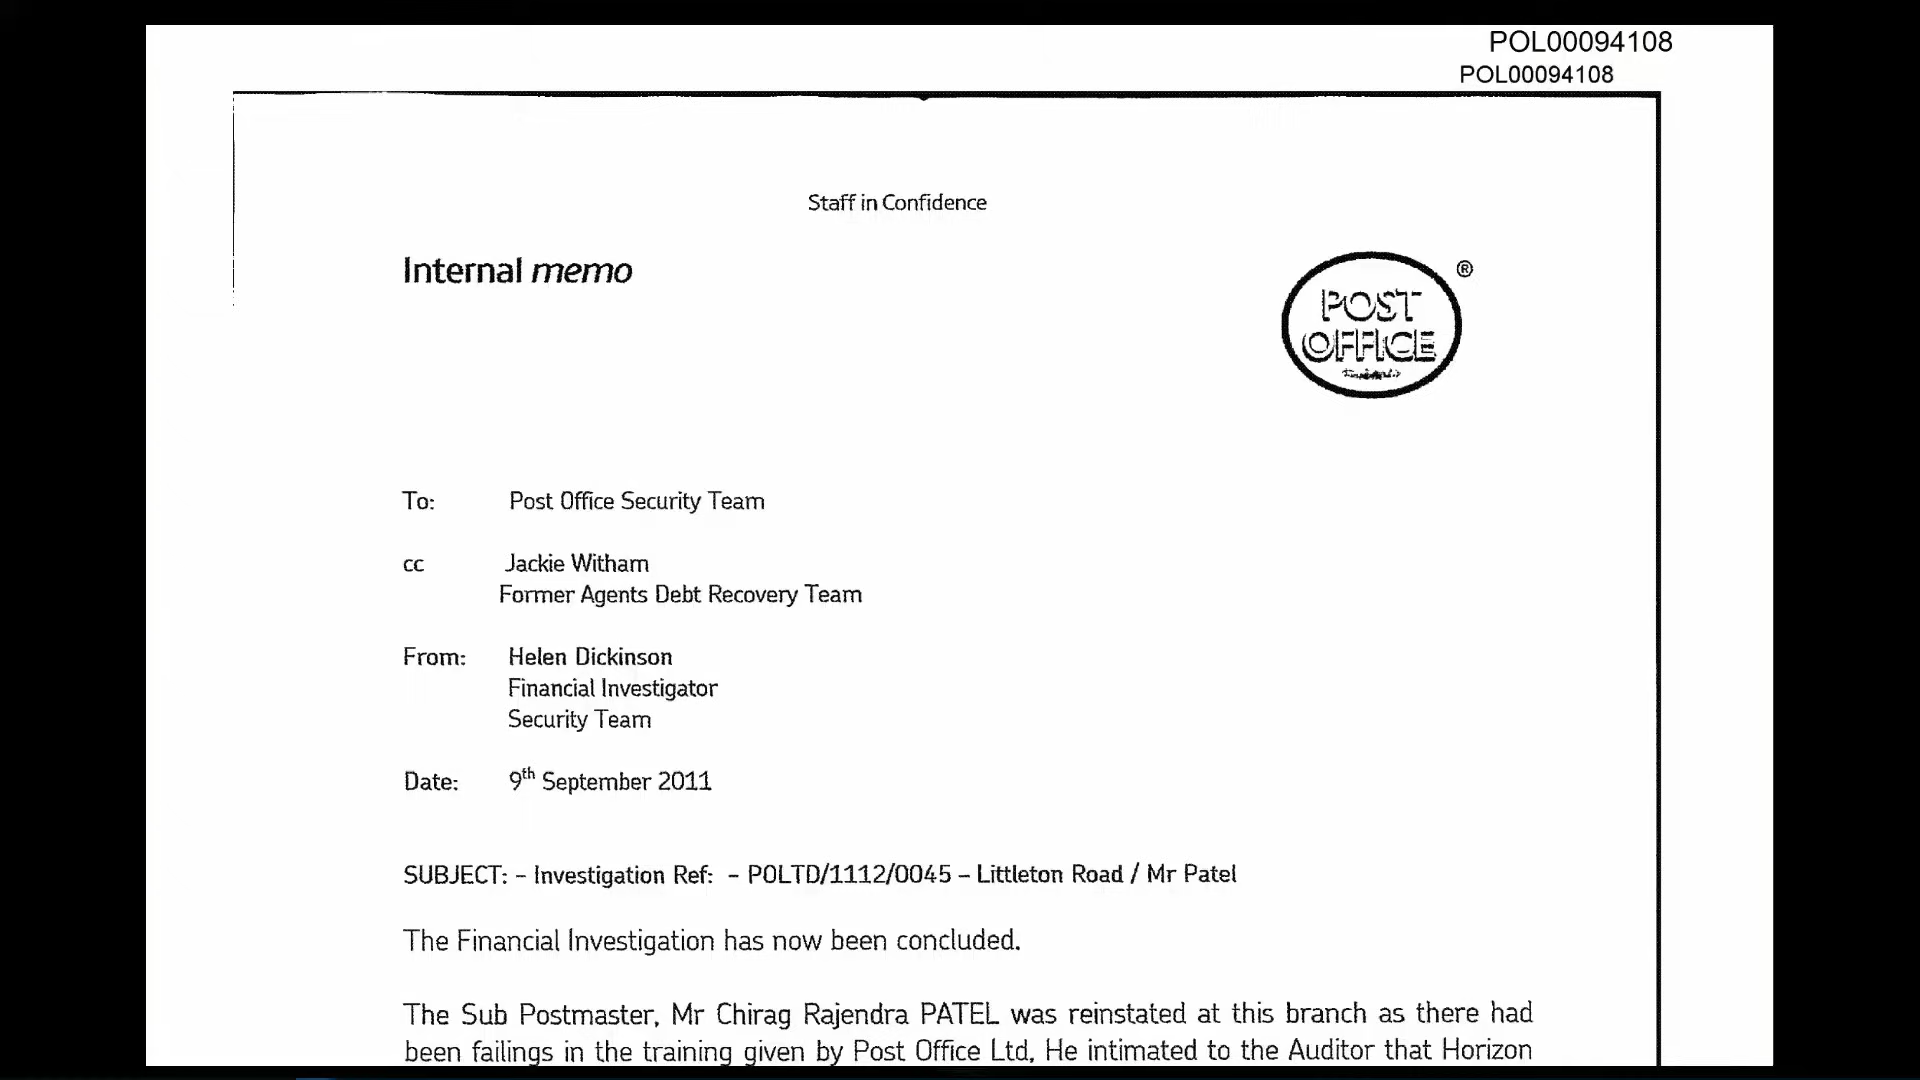 POL00094108
POL00094108
Staff in Confidence
Internal memo
POST
OFFICE
®
To: Post Office Security Team
cc Jackie Witham
Former Agents Debt Recovery Team
From: Helen Dickinson
Financial Investigator
Security Team
Date: 9th September 2011
SUBJECT: – Investigation Ref: – POLTD/1112/0045 – Littleton Road / Mr Patel
The Financial Investigation has now been concluded.
The Sub Postmaster, Mr Chirag Rajendra PATEL was reinstated at this branch as there had
been failings in the training given by Post Office Ltd, He intimated to the Auditor that Horizon